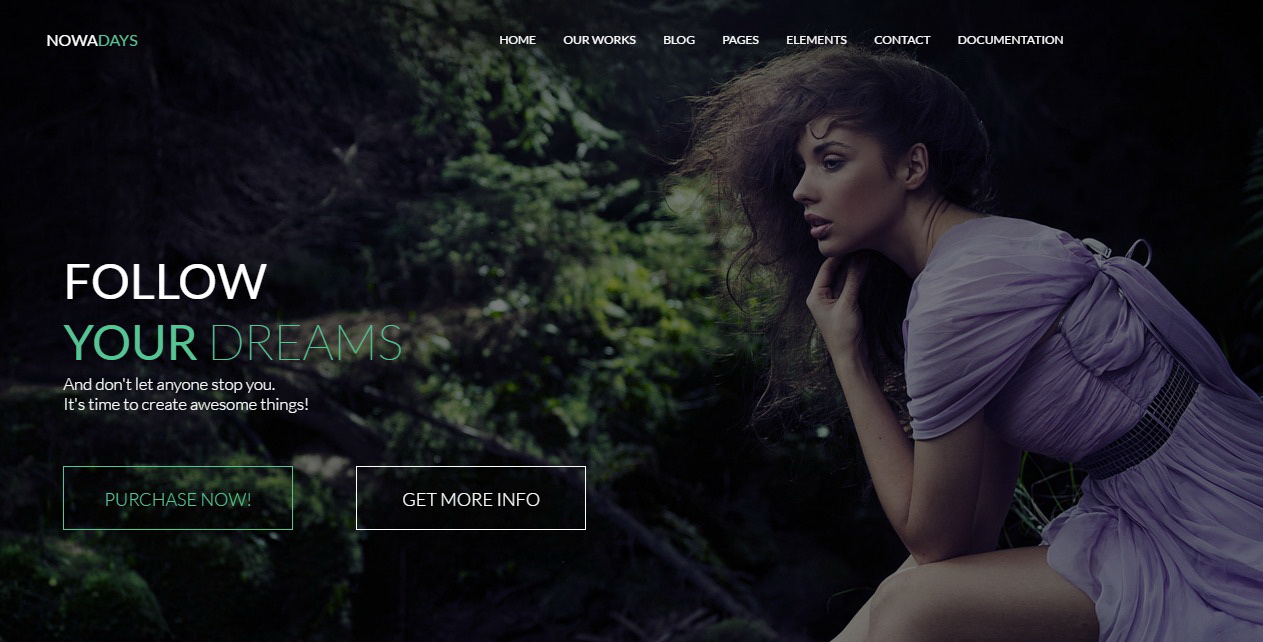 NOWADAYS
HOME OUR WORKS BLOG PAGES ELEMENTS CONTACT DOCUMENTATION
FOLLOW
YOUR DREAMS
And don't let anyone stop you.
It's time to create awesome things!
PURCHASE NOW! GET MORE INFO